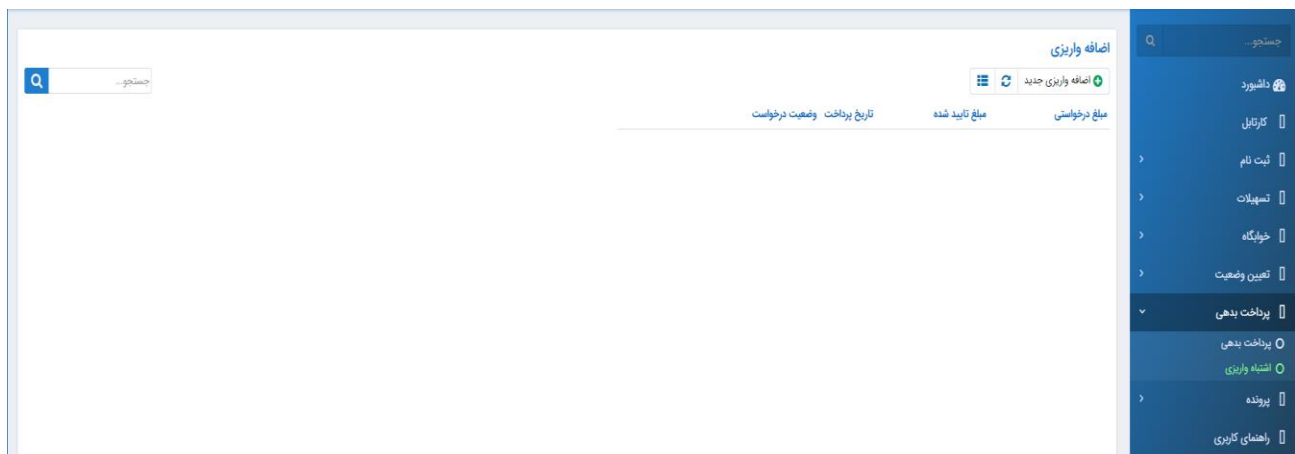 جستجو...
داشبورد
کارتابل
ثبت نام
تسهیلات
خوابگاه
تعیین وضعیت
پرداخت بدهی
پرداخت بدهی
اشتباه واریزی
پرونده
راهنمای کاربری
اضافه واریزی
اضافه واریزی جدید
جستجو...
مبلغ درخواستی مبلغ تایید شده تاریخ پرداخت وضعیت درخواست